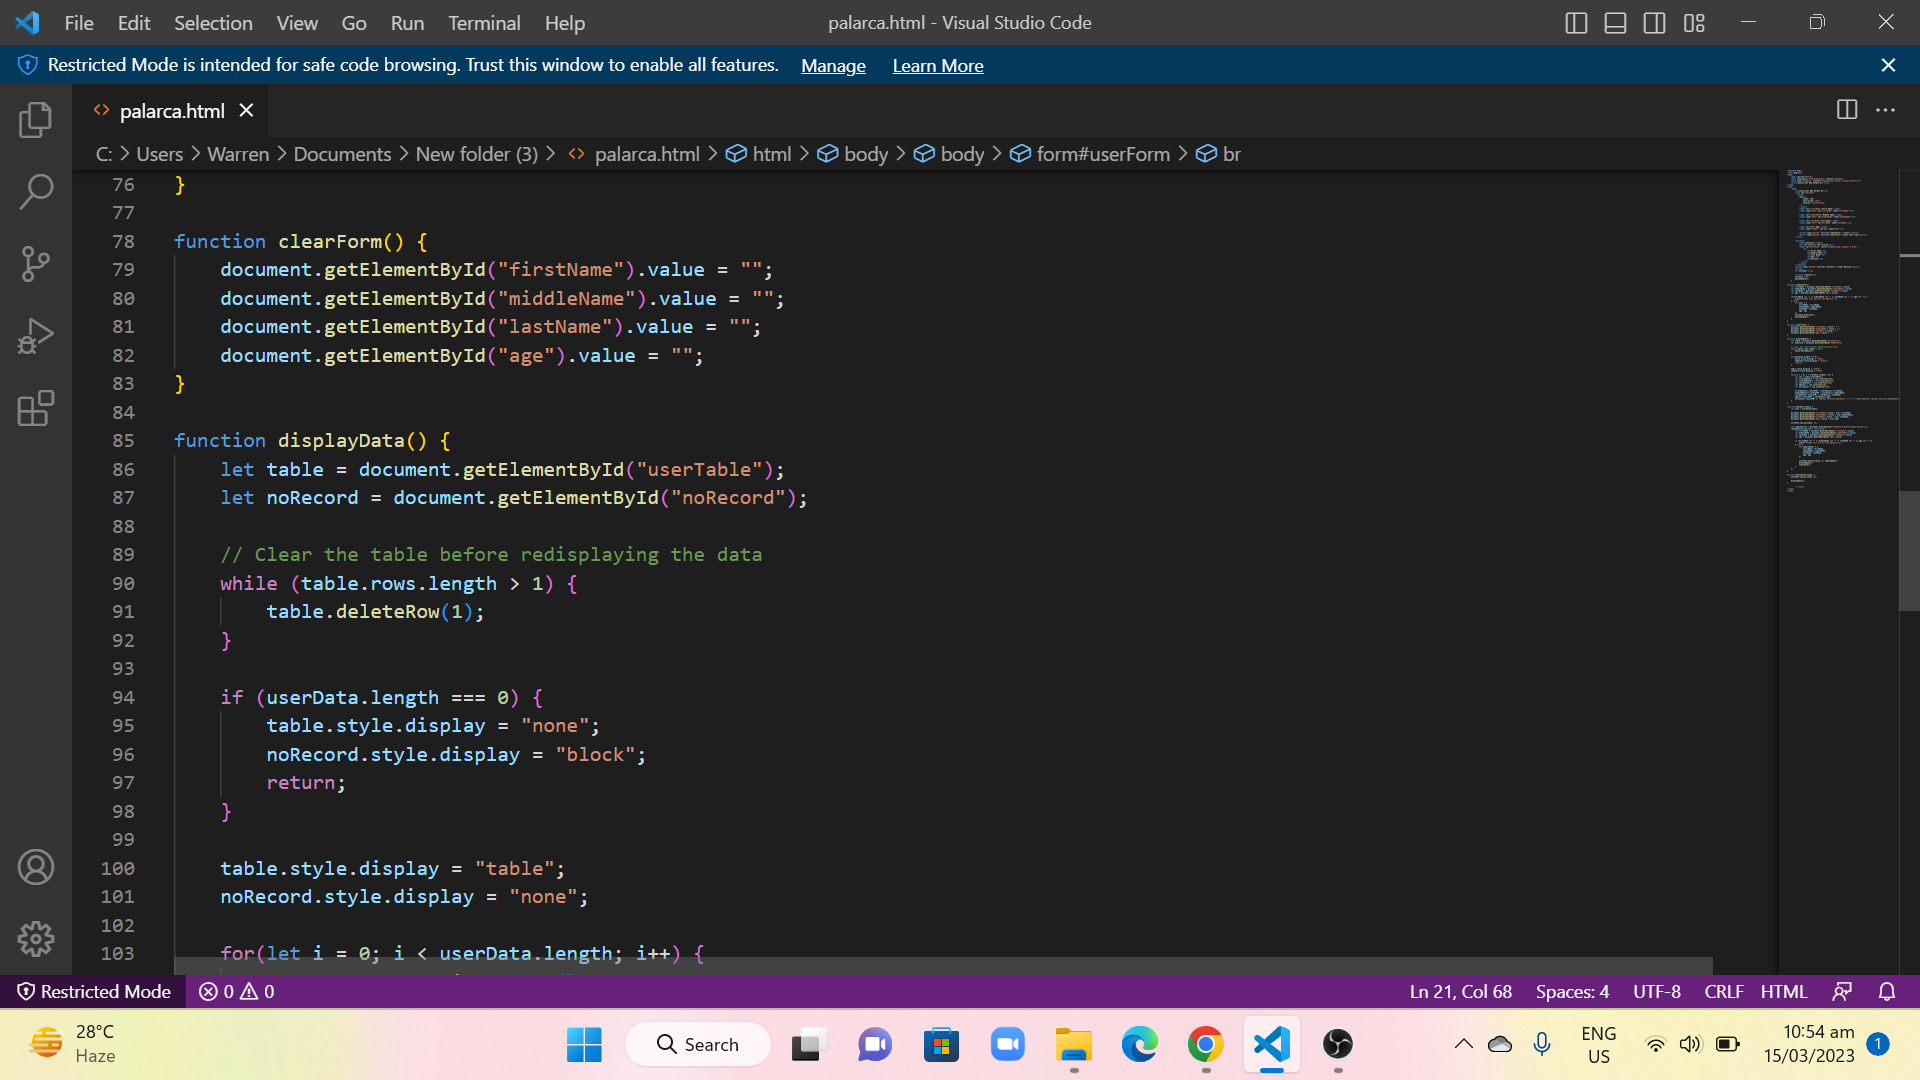 File Edit Selection View Go Run Terminal Help
palarca.html - Visual Studio Code
Restricted Mode is intended for safe code browsing. Trust this window to enable all features. Manage Learn More
palarca.html
C: > Users > Warren > Documents > New folder (3) > palarca.html > html > body > body > form#userForm > br
76 }
77
78 function clearForm() {
79 document.getElementById("firstName").value = "";
80 document.getElementById("middleName").value = "";
81 document.getElementById("lastName").value = "";
82 document.getElementById("age").value = "";
83 }
84
85 function displayData() {
86 let table = document.getElementById("userTable");
87 let noRecord = document.getElementById("noRecord");
88
89 // Clear the table before redisplaying the data
90 while (table.rows.length > 1) {
91 table.deleteRow(1);
92 }
93
94 if (userData.length === 0) {
95 table.style.display = "none";
96 noRecord.style.display = "block";
97 return;
98 }
99
100 table.style.display = "table";
101 noRecord.style.display = "none";
102
103 for(let i = 0; i < userData.length; i++) {
Restricted Mode 0 0 Ln 21, Col 68 Spaces: 4 UTF-8 CRLF HTML
28°C
Haze
Search
ENG
US
10:54 am
15/03/2023
1